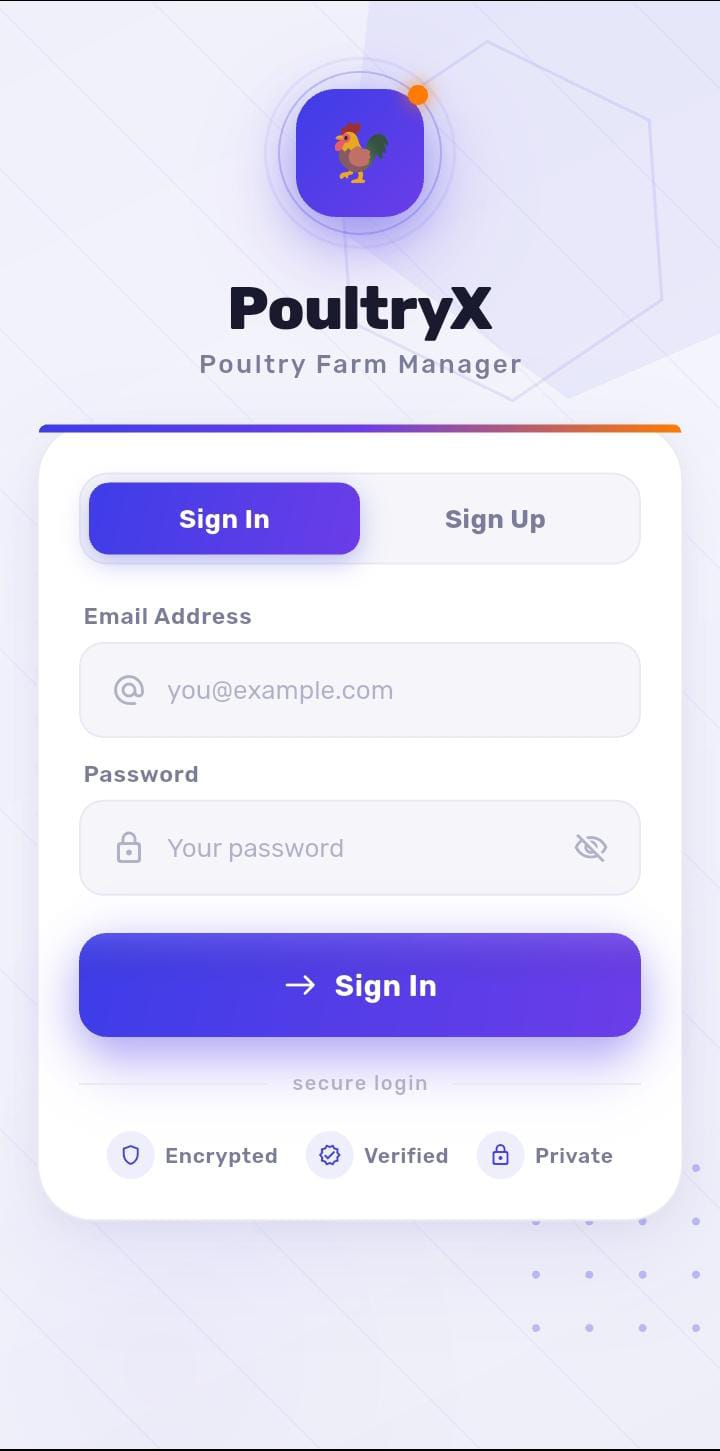 PoultryX
Poultry Farm Manager
Sign In
Sign Up
Email Address
you@example.com
Password
Your password
Sign In
secure login
Encrypted
Verified
Private